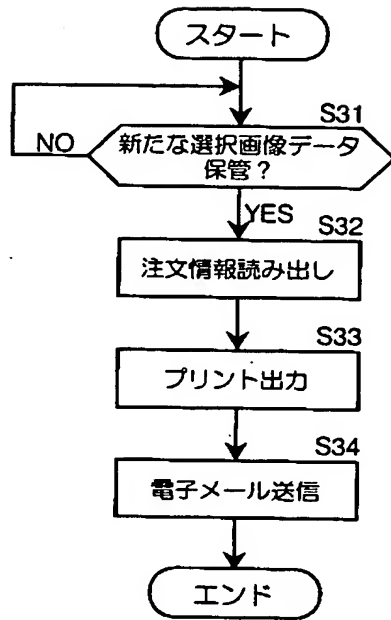 スタート
S31
新たな選択画像データ
保管?
NO
YES
S32
注文情報読み出し
S33
プリント出力
S34
電子メール送信
エンド